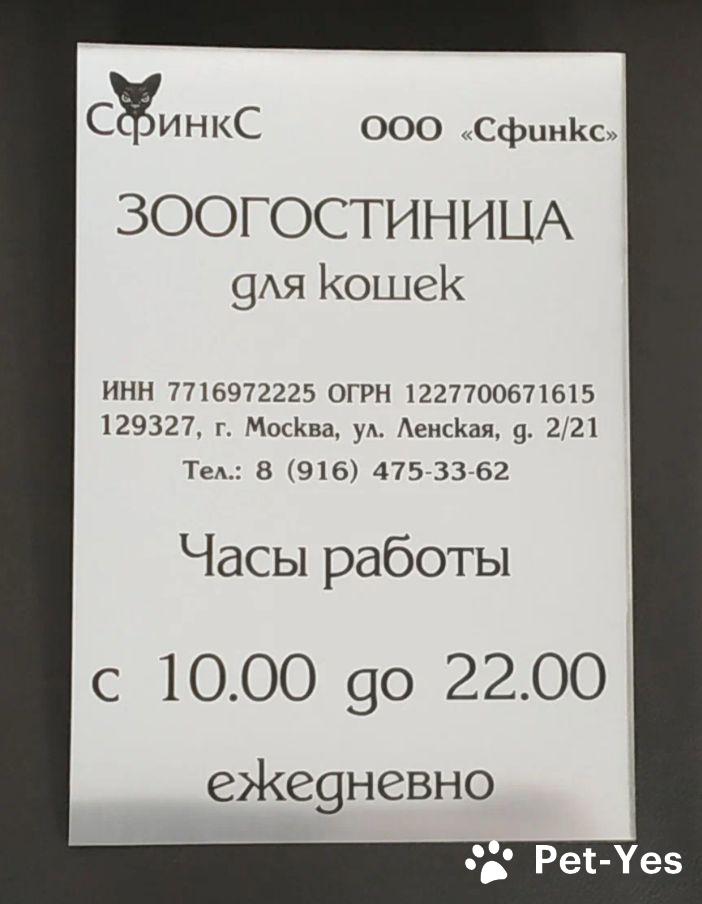 СфинкС
ООО «Сфинкс»
ЗООГОСТИНИЦА
для кошек
ИНН 7716972225 ОГРН 1227700671615
129327, г. Москва, ул. Ленская, д. 2/21
Тел.: 8 (916) 475-33-62
Часы работы
с 10.00 до 22.00
ежедневно
Pet-Yes